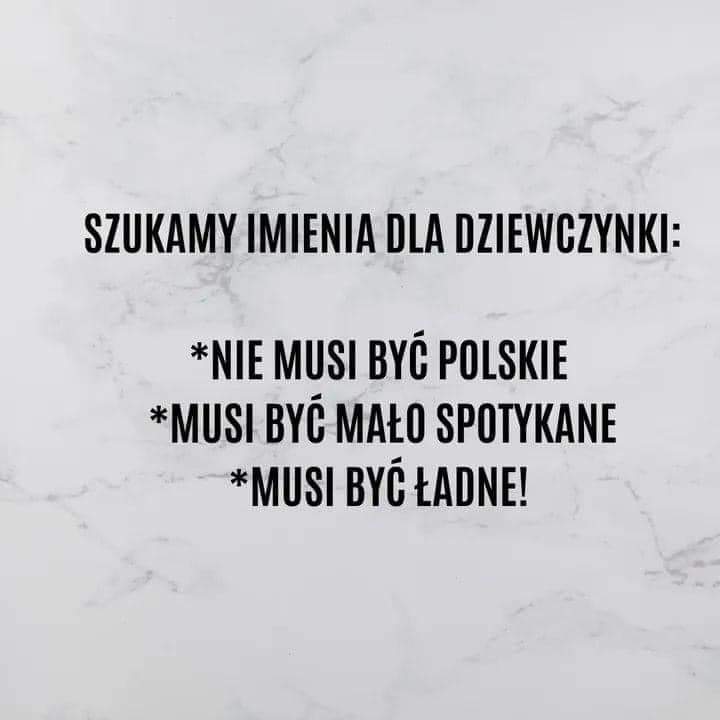 SZUKAMY IMIENIA DLA DZIEWCZYNKI:
*NIE MUSI BYĆ POLSKIE
*MUSI BYĆ MAŁO SPOTYKANE
*MUSI BYĆ ŁADNE!